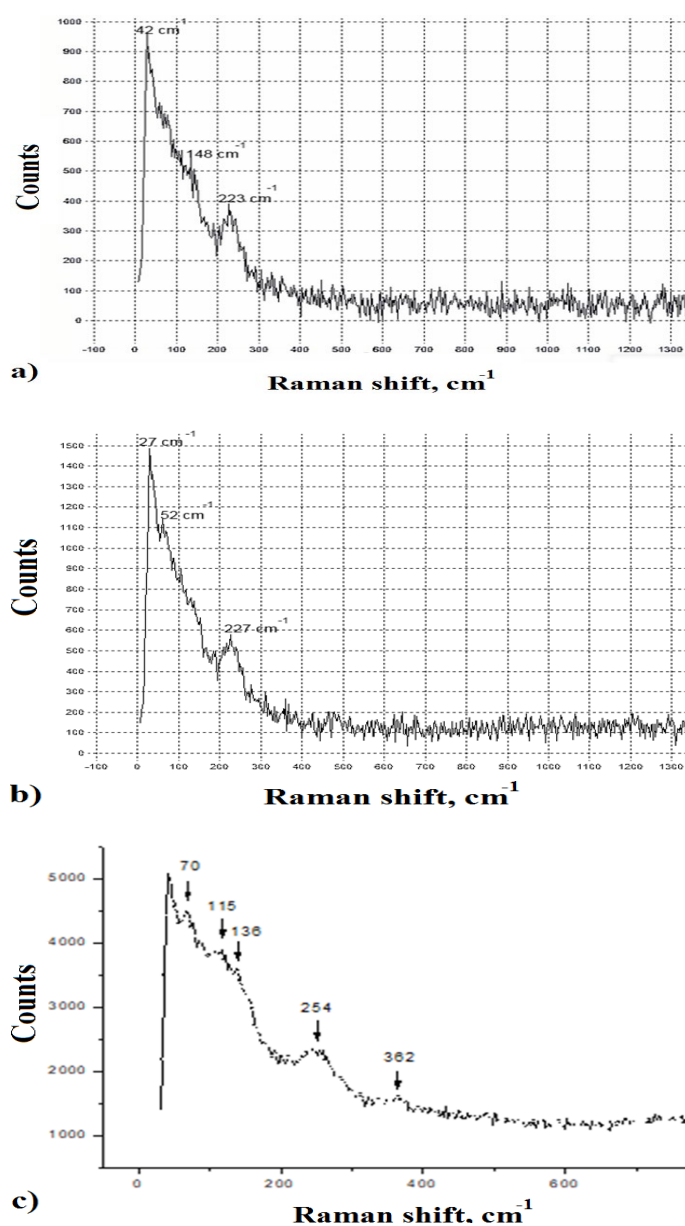 42 cm-1
1000
900
148 cm-1
800
700
223 cm-1
600
500
400
300
200
100
0
Counts
-100 0 100 200 300 400 500 600 700 800 900 1000 1100 1200 1300
a)
Raman shift, cm-1
27 cm-1
1500
1400
1300
52 cm-1
1200
1100
1000
900
227 cm-1
800
700
600
500
400
300
200
100
0
Counts
-100 0 100 200 300 400 500 600 700 800 900 1000 1100 1200 1300
b)
Raman shift, cm-1
70
115
136
254
362
5000
4000
3000
2000
1000
Counts
0 200 400 600
c)
Raman shift, cm-1